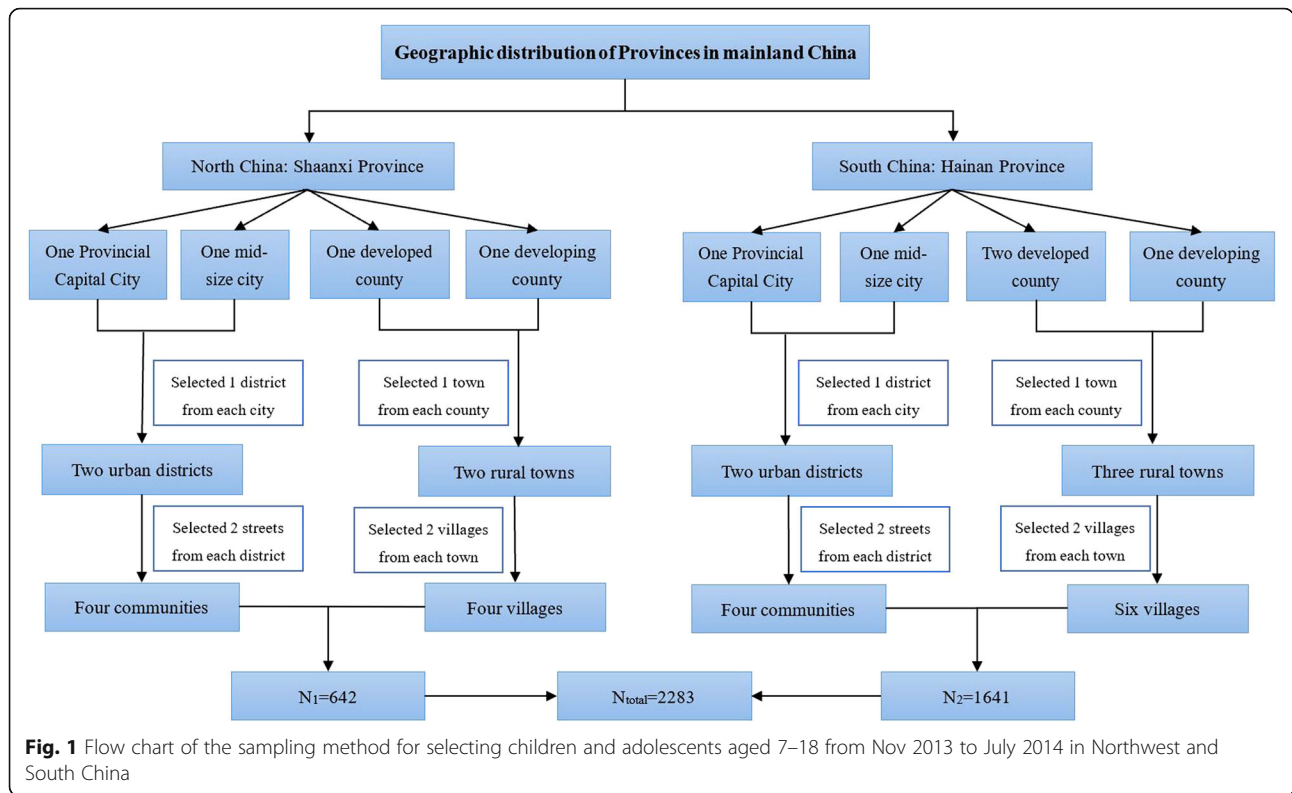 Geographic distribution of Provinces in mainland China
North China: Shaanxi Province
South China: Hainan Province
One Provincial
Capital City
One mid-
size city
One developed
county
One developing
county
One Provincial
Capital City
One mid-
size city
Two developed
county
One developing
county
Selected 1 district
from each city
Selected 1 town
from each county
Selected 1 district
from each city
Selected 1 town
from each county
Two urban districts
Two rural towns
Two urban districts
Three rural towns
Selected 2 streets
from each district
Selected 2 villages
from each town
Selected 2 streets
from each district
Selected 2 villages
from each town
Four communities
Four villages
Four communities
Six villages
N₁=642
Ntotal=2283
N₂=1641
Fig. 1 Flow chart of the sampling method for selecting children and adolescents aged 7–18 from Nov 2013 to July 2014 in Northwest and
South China